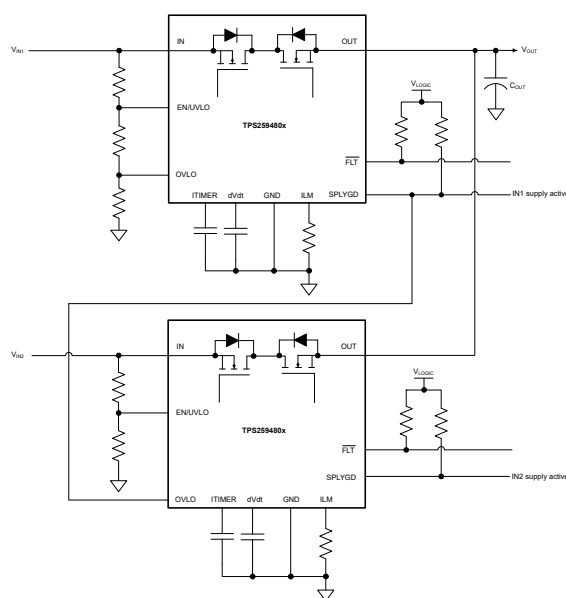 IN
OUT
VIN1
VOUT
VLOGIC
COUT
EN/UVLO
TPS259480x
FLT
OVLO
ITIMER
dVdt
GND
ILM
SPLYGD
IN1 supply active
IN
OUT
VIN2
VLOGIC
EN/UVLO
TPS259480x
FLT
SPLYGD
IN2 supply active
OVLO
ITIMER
dVdt
GND
ILM